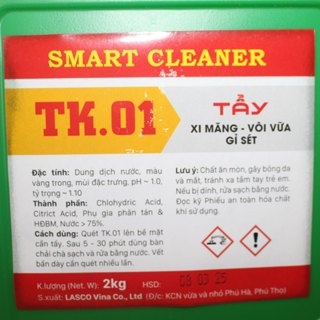 SMART CLEANER
TK.01
TẨY
XI MĂNG - VÔI VỮA
GỈ SÉT
Đặc tính: Dung dịch nước, màu
vàng trong, mùi đặc trưng, pH ~ 1.0,
tỷ trọng ~ 1.10
Thành phần: Chlohydric Acid,
Citrict Acid, Phụ gia phân tán &
HĐBM, Nước > 75%.
Cách dùng: Quét TK.01 lên bề mặt
cần tẩy. Sau 5 - 30 phút dùng bàn
chải chà sạch và rửa sạch nước. Vết
bẩn dày cần quét nhiều lần.
Lưu ý: Chất ăn mòn, gây bỏng da
và mắt, tránh xa tầm tay trẻ em.
Nếu bị dính, rửa sạch bằng nước.
Đọc kỹ Phiếu an toàn hóa chất
khi sử dụng.
K.lượng (Net. W): 2kg HSD: 08 03 25
S.xuất: LASCO Vina Co., Ltd (Đ/c: KCN vừa và nhỏ Phú Hà, Phú Thọ)